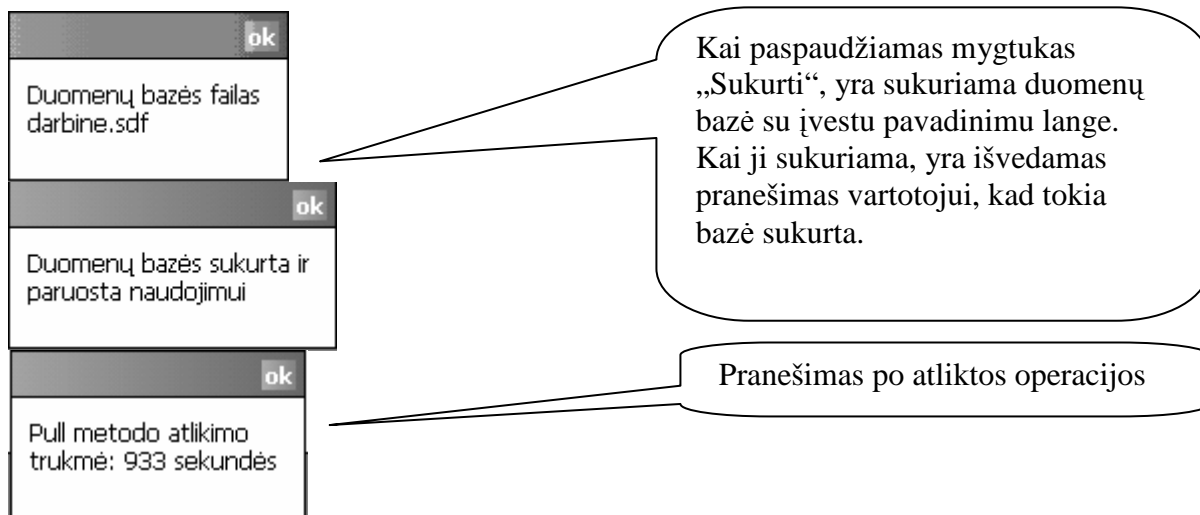 ok
Duomenų bazės failas
darbine.sdf
ok
Duomenų bazės sukurta ir
paruosta naudojimui
ok
Pull metodo atlikimo
trukmė: 933 sekundės
Kai paspaudžiamas mygtukas
„Sukurti“, yra sukuriama duomenų
bazė su įvestu pavadinimu lange.
Kai ji sukuriama, yra išvedamas
pranešimas vartotojui, kad tokia
bazė sukurta.
Pranešimas po atliktos operacijos